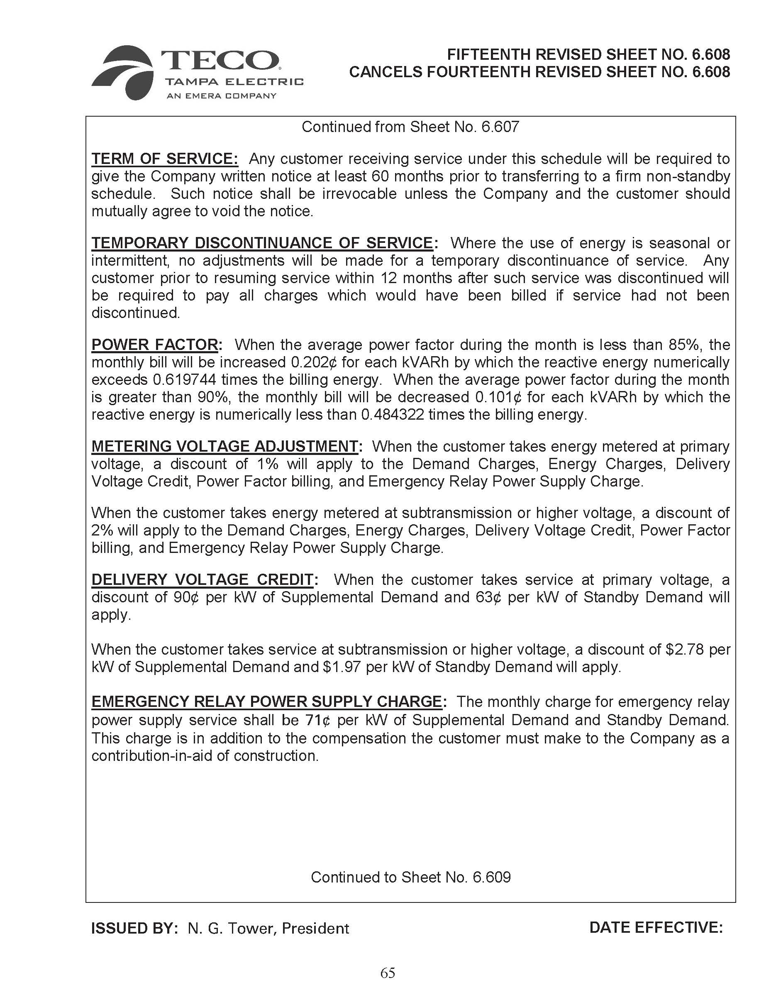 TECO®
TAMPA ELECTRIC
AN EMERA COMPANY
FIFTEENTH REVISED SHEET NO. 6.608
CANCELS FOURTEENTH REVISED SHEET NO. 6.608
Continued from Sheet No. 6.607
TERM OF SERVICE: Any customer receiving service under this schedule will be required to
give the Company written notice at least 60 months prior to transferring to a firm non-standby
schedule. Such notice shall be irrevocable unless the Company and the customer should
mutually agree to void the notice.
TEMPORARY DISCONTINUANCE OF SERVICE: Where the use of energy is seasonal or
intermittent, no adjustments will be made for a temporary discontinuance of service. Any
customer prior to resuming service within 12 months after such service was discontinued will
be required to pay all charges which would have been billed if service had not been
discontinued.
POWER FACTOR: When the average power factor during the month is less than 85%, the
monthly bill will be increased 0.202¢ for each kVARh by which the reactive energy numerically
exceeds 0.619744 times the billing energy. When the average power factor during the month
is greater than 90%, the monthly bill will be decreased 0.101¢ for each kVARh by which the
reactive energy is numerically less than 0.484322 times the billing energy.
METERING VOLTAGE ADJUSTMENT: When the customer takes energy metered at primary
voltage, a discount of 1% will apply to the Demand Charges, Energy Charges, Delivery
Voltage Credit, Power Factor billing, and Emergency Relay Power Supply Charge.
When the customer takes energy metered at subtransmission or higher voltage, a discount of
2% will apply to the Demand Charges, Energy Charges, Delivery Voltage Credit, Power Factor
billing, and Emergency Relay Power Supply Charge.
DELIVERY VOLTAGE CREDIT: When the customer takes service at primary voltage, a
discount of 90¢ per kW of Supplemental Demand and 63¢ per kW of Standby Demand will
apply.
When the customer takes service at subtransmission or higher voltage, a discount of $2.78 per
kW of Supplemental Demand and $1.97 per kW of Standby Demand will apply.
EMERGENCY RELAY POWER SUPPLY CHARGE: The monthly charge for emergency relay
power supply service shall be 71¢ per kW of Supplemental Demand and Standby Demand.
This charge is in addition to the compensation the customer must make to the Company as a
contribution-in-aid of construction.
Continued to Sheet No. 6.609
ISSUED BY: N. G. Tower, President
DATE EFFECTIVE:
65